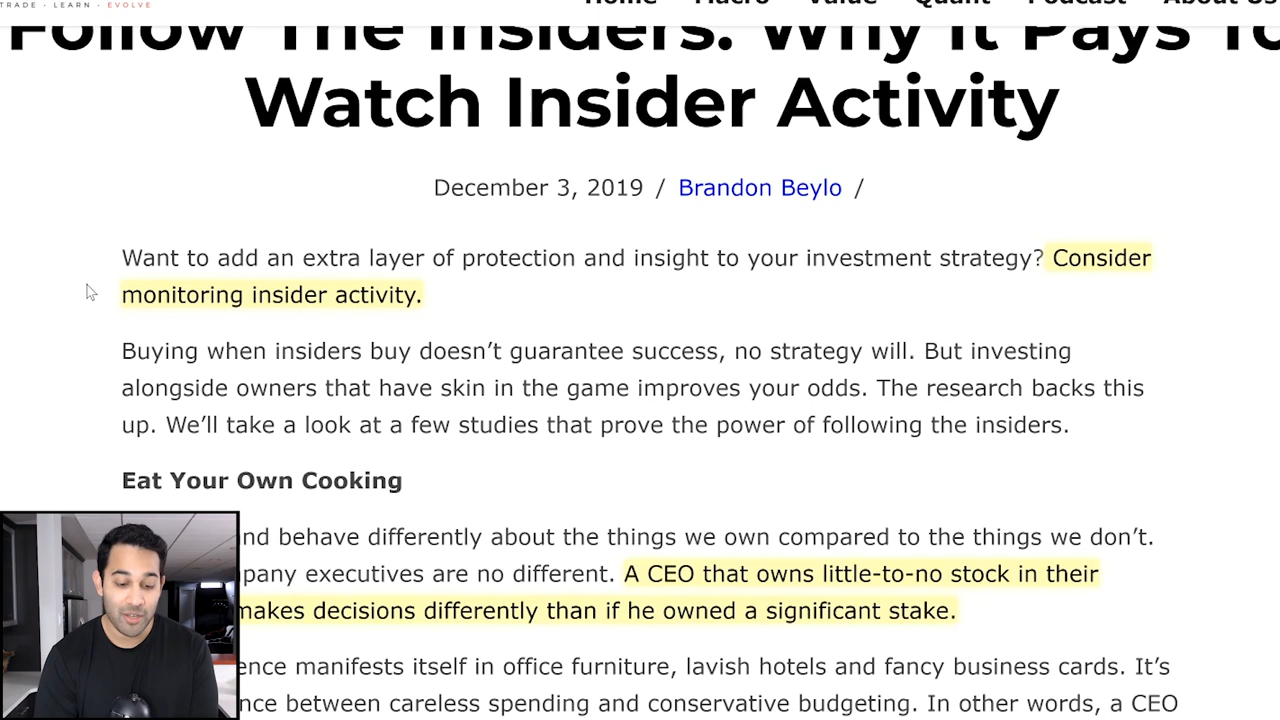 TRADE · LEARN · EVOLVE
Home Macro Value Quant Podcast About Us
Follow The Insiders: Why It Pays To
Watch Insider Activity
December 3, 2019 / Brandon Beylo /
Want to add an extra layer of protection and insight to your investment strategy? Consider
monitoring insider activity.
Buying when insiders buy doesn’t guarantee success, no strategy will. But investing
alongside owners that have skin in the game improves your odds. The research backs this
up. We’ll take a look at a few studies that prove the power of following the insiders.
Eat Your Own Cooking
and behave differently about the things we own compared to the things we don’t.
executives are no different. A CEO that owns little-to-no stock in their
makes decisions differently than if he owned a significant stake.
manifests itself in office furniture, lavish hotels and fancy business cards. It’s
between careless spending and conservative budgeting. In other words, a CEO